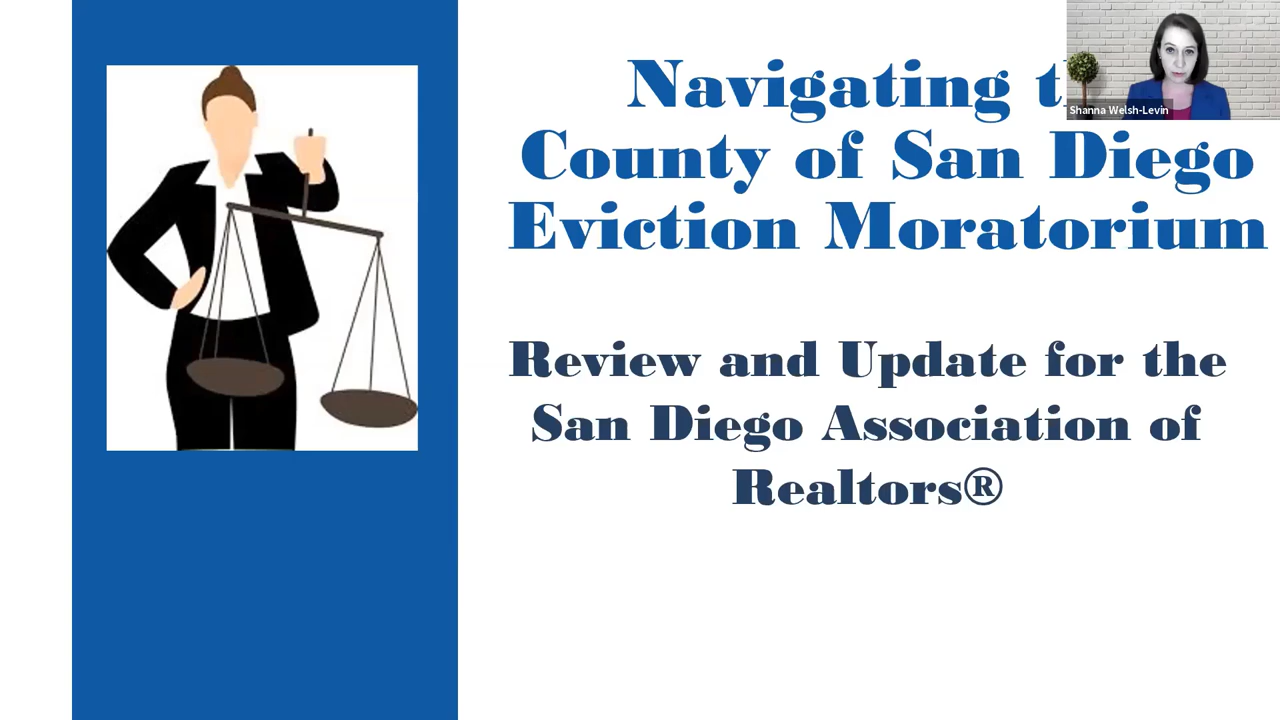 Navigating
County of San Diego
Eviction Moratorium
Review and Update for the
San Diego Association of
Realtors®
Shanna Welsh-Levin